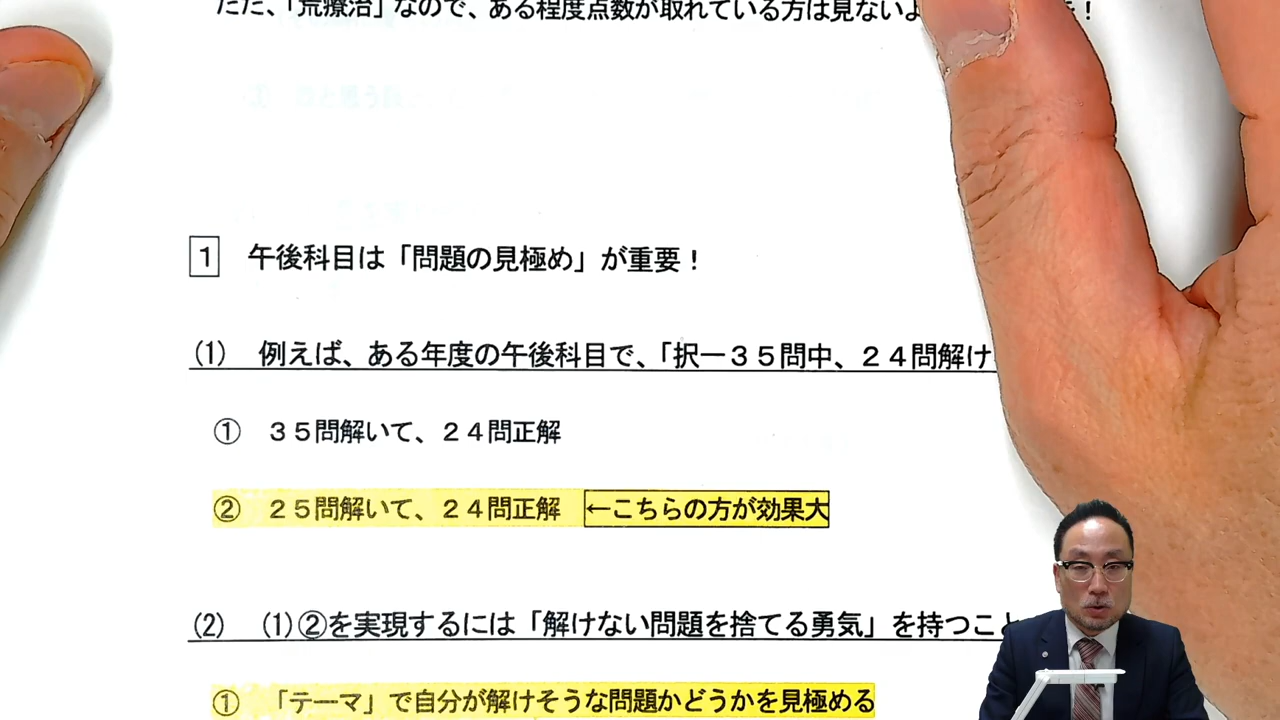 ただ、「荒療治」なので、ある程度点数が取れている方は見ないよ
！
1 午後科目は「問題の見極め」が重要！
(1) 例えば、ある年度の午後科目で、「択一３５問中、２４問解け
① ３５問解いて、２４問正解
② ２５問解いて、２４問正解 ←こちらの方が効果大
(2) (1)②を実現するには「解けない問題を捨てる勇気」を持つこと
① 「テーマ」で自分が解けそうな問題かどうかを見極める